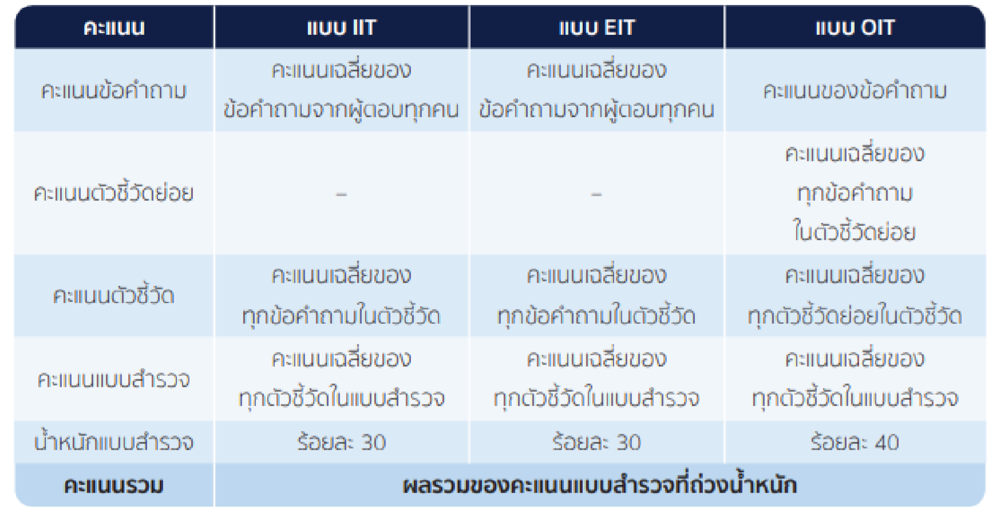 คะแนน แบบ IIT แบบ EIT แบบ OIT
คะแนนข้อคำถาม
คะแนนเฉลี่ยของ
ข้อคำถามจากผู้ตอบทุกคน
คะแนนเฉลี่ยของ
ข้อคำถามจากผู้ตอบทุกคน
คะแนนของข้อคำถาม
คะแนนตัวชี้วัดย่อย
–
–
คะแนนเฉลี่ยของ
ทุกข้อคำถาม
ในตัวชี้วัดย่อย
คะแนนตัวชี้วัด
คะแนนเฉลี่ยของ
ทุกข้อคำถามในตัวชี้วัด
คะแนนเฉลี่ยของ
ทุกข้อคำถามในตัวชี้วัด
คะแนนเฉลี่ยของ
ทุกตัวชี้วัดย่อยในตัวชี้วัด
คะแนนแบบสำรวจ
คะแนนเฉลี่ยของ
ทุกตัวชี้วัดในแบบสำรวจ
คะแนนเฉลี่ยของ
ทุกตัวชี้วัดในแบบสำรวจ
คะแนนเฉลี่ยของ
ทุกตัวชี้วัดในแบบสำรวจ
น้ำหนักแบบสำรวจ ร้อยละ 30 ร้อยละ 30 ร้อยละ 40
คะแนนรวม ผลรวมของคะแนนแบบสำรวจที่ถ่วงน้ำหนัก